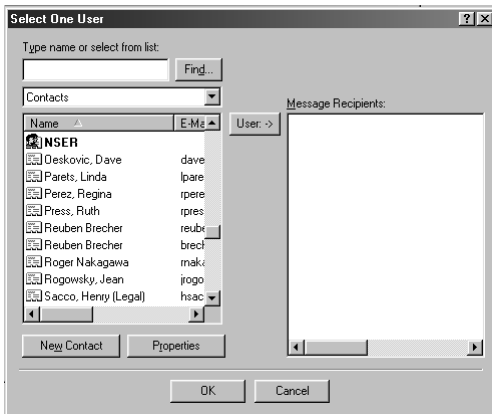 Select One User
Type name or select from list:
Find...
Contacts
Message Recipients:
Name E-Ma
User: ->
NSER
Oeskovic, Dave dave
Parets, Linda lpare
Perez, Regina rpere
Press, Ruth rpres
Reuben Brecher reube
Reuben Brecher brech
Roger Nakagawa rnaka
Rogowsky, Jean jrogo
Sacco, Henry (Legal) hsac
New Contact Properties
OK Cancel